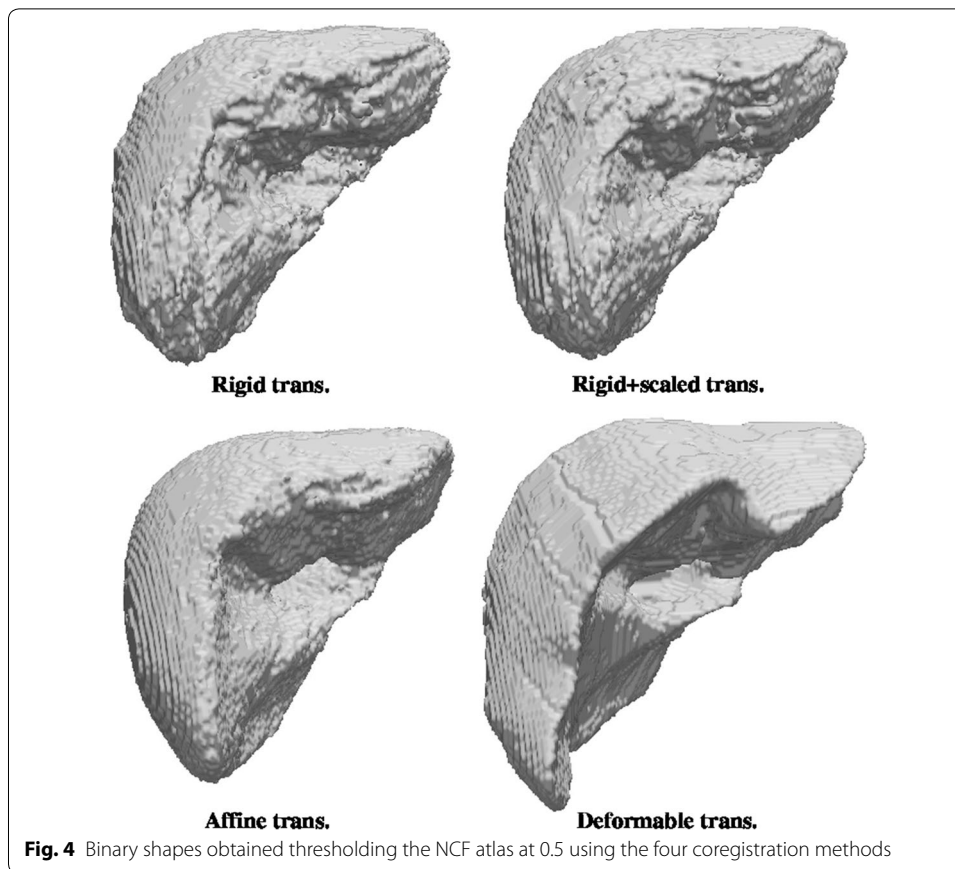 Rigid trans.
Rigid+scaled trans.
Affine trans.
Deformable trans.
Fig. 4 Binary shapes obtained thresholding the NCF atlas at 0.5 using the four coregistration methods